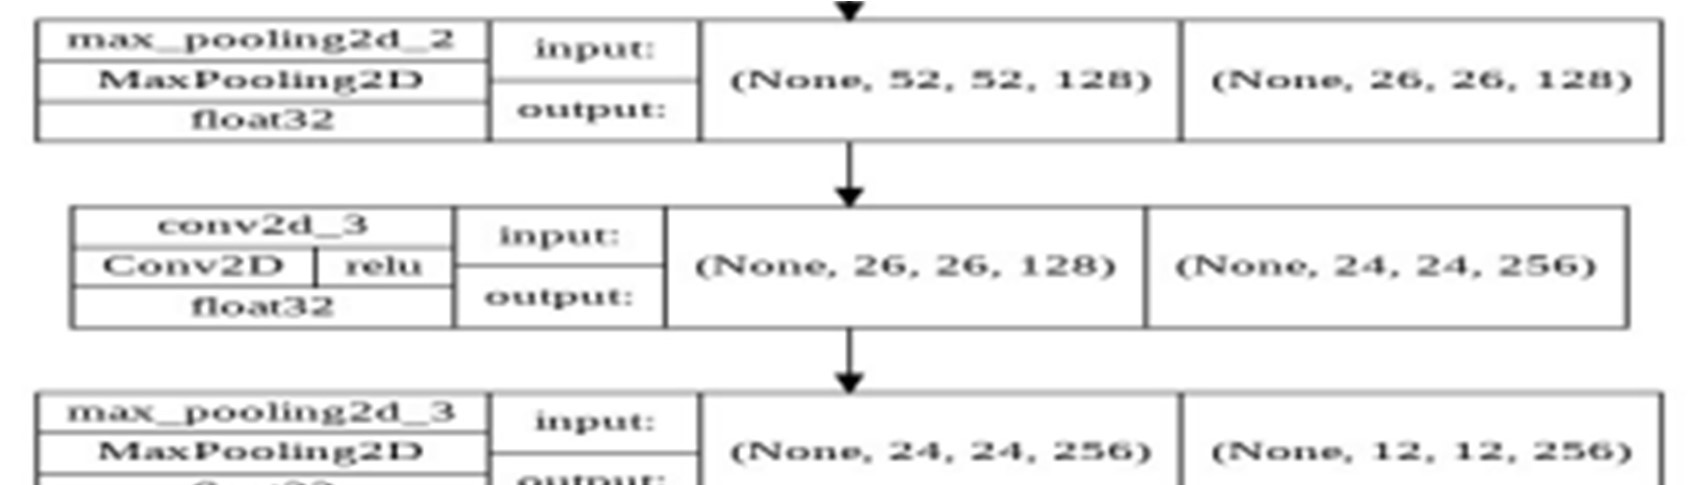 max_pooling2d_2
MaxPooling2D
float32
input:
output:
(None, 52, 52, 128)
(None, 26, 26, 128)
conv2d_3
Conv2D
relu
float32
input:
output:
(None, 26, 26, 128)
(None, 24, 24, 256)
max_pooling2d_3
MaxPooling2D
input:
output:
(None, 24, 24, 256)
(None, 12, 12, 256)